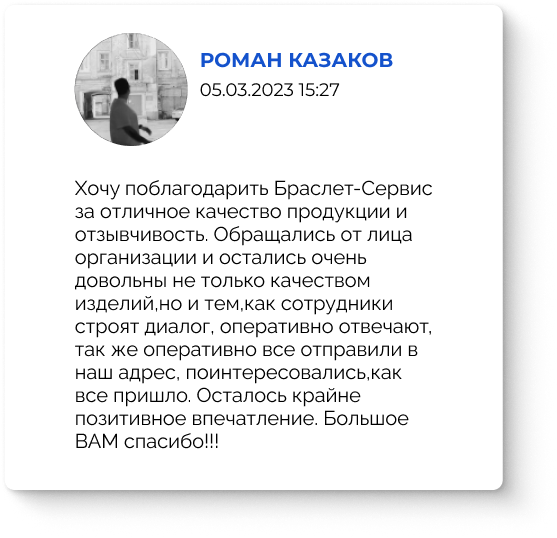 РОМАН КАЗАКОВ
05.03.2023 15:27
Хочу поблагодарить Браслет-Сервис
за отличное качество продукции и
отзывчивость. Обращались от лица
организации и остались очень
довольны не только качеством
изделий,но и тем,как сотрудники
строят диалог, оперативно отвечают,
так же оперативно все отправили в
наш адрес, поинтересовались,как
все пришло. Осталось крайне
позитивное впечатление. Большое
ВАМ спасибо!!!